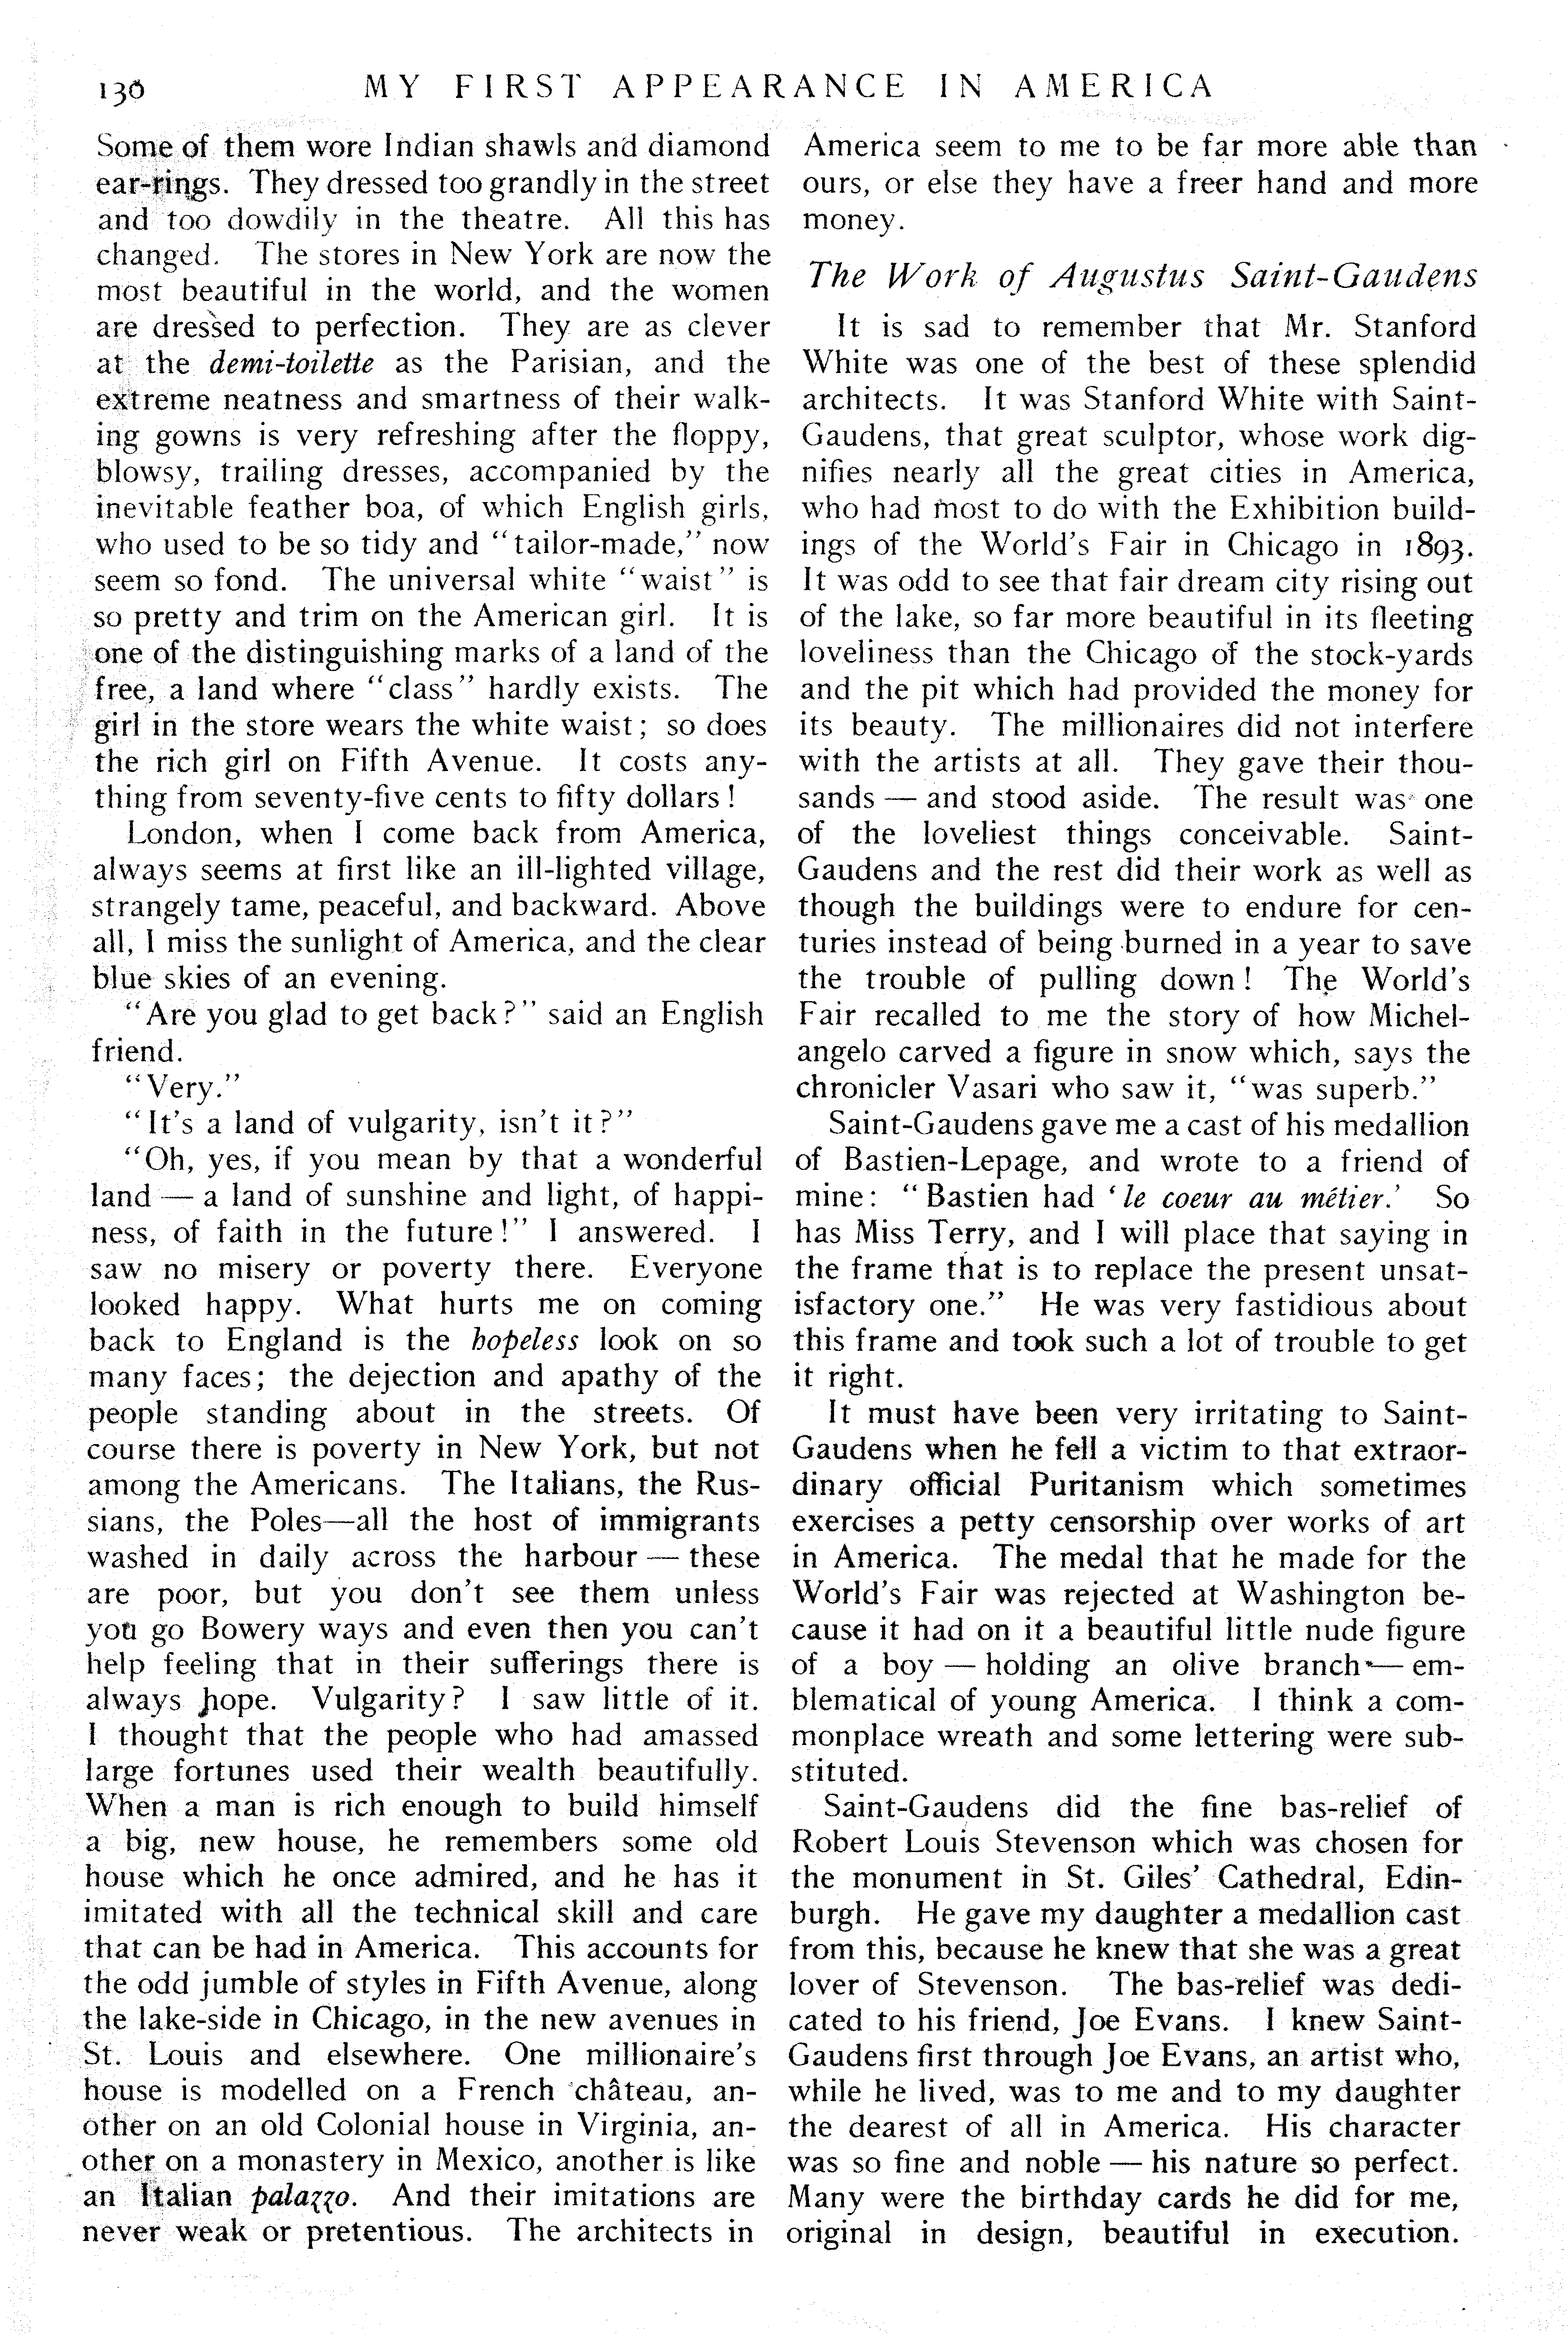 130
MY FIRST APPEARANCE IN AMERICA
Some of them wore Indian shawls and diamond
ear-rings. They dressed too grandly in the street
and too dowdily in the theatre. All this has
changed. The stores in New York are now the
most beautiful in the world, and the women
are dressed to perfection. They are as clever
at the demi-toilette as the Parisian, and the
extreme neatness and smartness of their walk-
ing gowns is very refreshing after the floppy,
blowsy, trailing dresses, accompanied by the
inevitable feather boa, of which English girls,
who used to be so tidy and "tailor-made," now
seem so fond. The universal white "waist" is
so pretty and trim on the American girl. It is
one of the distinguishing marks of a land of the
free, a land where "class" hardly exists. The
girl in the store wears the white waist; so does
the rich girl on Fifth Avenue. It costs any-
thing from seventy-five cents to fifty dollars!
London, when I come back from America,
always seems at first like an ill-lighted village,
strangely tame, peaceful, and backward. Above
all, I miss the sunlight of America, and the clear
blue skies of an evening.
"Are you glad to get back?" said an English
friend.
"Very."
"It's a land of vulgarity, isn't it?"
"Oh, yes, if you mean by that a wonderful
land — a land of sunshine and light, of happi-
ness, of faith in the future!" I answered. I
saw no misery or poverty there. Everyone
looked happy. What hurts me on coming
back to England is the hopeless look on so
many faces; the dejection and apathy of the
people standing about in the streets. Of
course there is poverty in New York, but not
among the Americans. The Italians, the Rus-
sians, the Poles—all the host of immigrants
washed in daily across the harbour — these
are poor, but you don't see them unless
you go Bowery ways and even then you can't
help feeling that in their sufferings there is
always hope. Vulgarity? I saw little of it.
I thought that the people who had amassed
large fortunes used their wealth beautifully.
When a man is rich enough to build himself
a big, new house, he remembers some old
house which he once admired, and he has it
imitated with all the technical skill and care
that can be had in America. This accounts for
the odd jumble of styles in Fifth Avenue, along
the lake-side in Chicago, in the new avenues in
St. Louis and elsewhere. One millionaire's
house is modelled on a French château, an-
other on an old Colonial house in Virginia, an-
other on a monastery in Mexico, another is like
an Italian palazzo. And their imitations are
never weak or pretentious. The architects in
America seem to me to be far more able than
ours, or else they have a freer hand and more
money.
The Work of Augustus Saint-Gaudens
It is sad to remember that Mr. Stanford
White was one of the best of these splendid
architects. It was Stanford White with Saint-
Gaudens, that great sculptor, whose work dig-
nifies nearly all the great cities in America,
who had most to do with the Exhibition build-
ings of the World's Fair in Chicago in 1893.
It was odd to see that fair dream city rising out
of the lake, so far more beautiful in its fleeting
loveliness than the Chicago of the stock-yards
and the pit which had provided the money for
its beauty. The millionaires did not interfere
with the artists at all. They gave their thou-
sands — and stood aside. The result was one
of the loveliest things conceivable. Saint-
Gaudens and the rest did their work as well as
though the buildings were to endure for cen-
turies instead of being burned in a year to save
the trouble of pulling down! The World's
Fair recalled to me the story of how Michel-
angelo carved a figure in snow which, says the
chronicler Vasari who saw it, "was superb."
Saint-Gaudens gave me a cast of his medallion
of Bastien-Lepage, and wrote to a friend of
mine: "Bastien had 'le coeur au métier.' So
has Miss Terry, and I will place that saying in
the frame that is to replace the present unsat-
isfactory one." He was very fastidious about
this frame and took such a lot of trouble to get
it right.
It must have been very irritating to Saint-
Gaudens when he fell a victim to that extraor-
dinary official Puritanism which sometimes
exercises a petty censorship over works of art
in America. The medal that he made for the
World's Fair was rejected at Washington be-
cause it had on it a beautiful little nude figure
of a boy — holding an olive branch — em-
blematical of young America. I think a com-
monplace wreath and some lettering were sub-
stituted.
Saint-Gaudens did the fine bas-relief of
Robert Louis Stevenson which was chosen for
the monument in St. Giles' Cathedral, Edin-
burgh. He gave my daughter a medallion cast
from this, because he knew that she was a great
lover of Stevenson. The bas-relief was dedi-
cated to his friend, Joe Evans. I knew Saint-
Gaudens first through Joe Evans, an artist who,
while he lived, was to me and to my daughter
the dearest of all in America. His character
was so fine and noble — his nature so perfect.
Many were the birthday cards he did for me,
original in design, beautiful in execution.